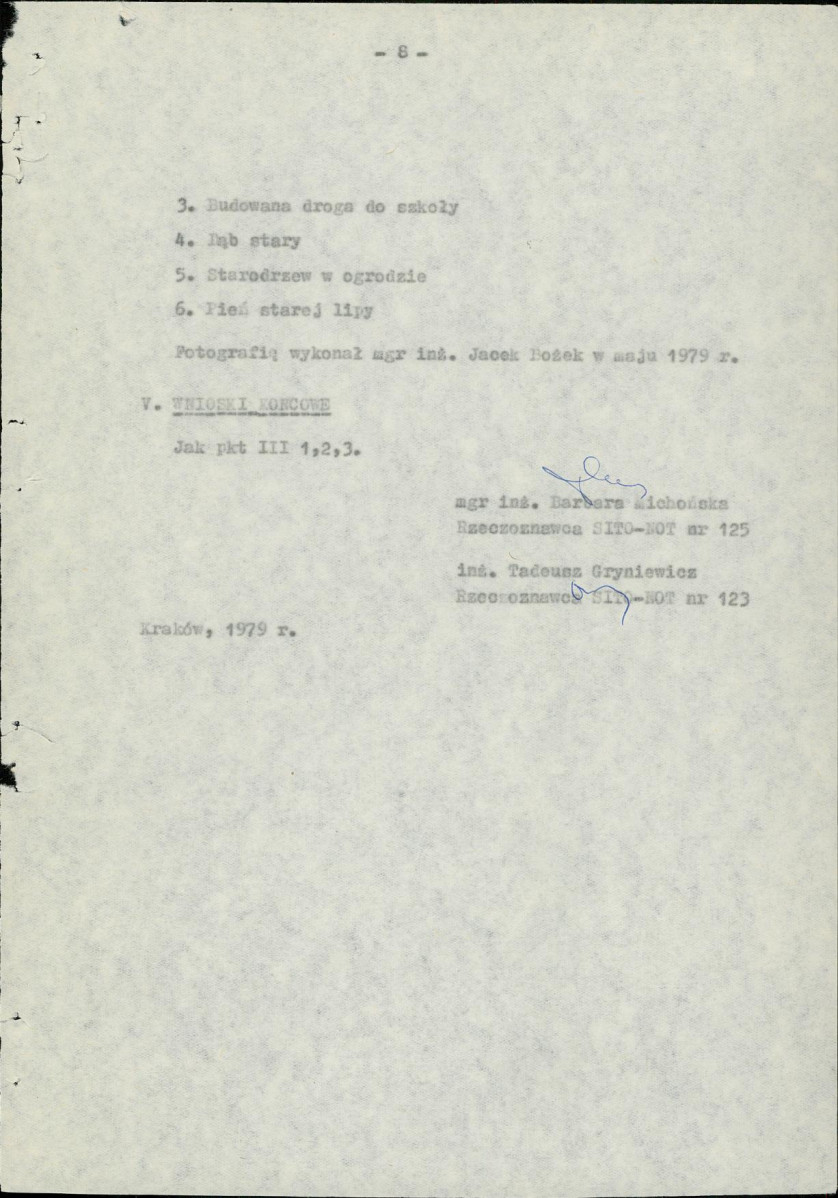 - 8 -
3. Budowana droga do szkoły
4. Dąb stary
5. Starodrzew w ogrodzie
6. Pień starej lipy
Fotografią wykonał mgr inż. Jacek Bożek w maju 1979 r.
V. WNIOSKI KOŃCOWE
Jak pkt III 1,2,3.
mgr inż. Barbara Michońska
Rzeczoznawca SITO-NOT nr 125
inż. Tadeusz Gryniewicz
Rzeczoznawca SITO-NOT nr 123
Kraków, 1979 r.